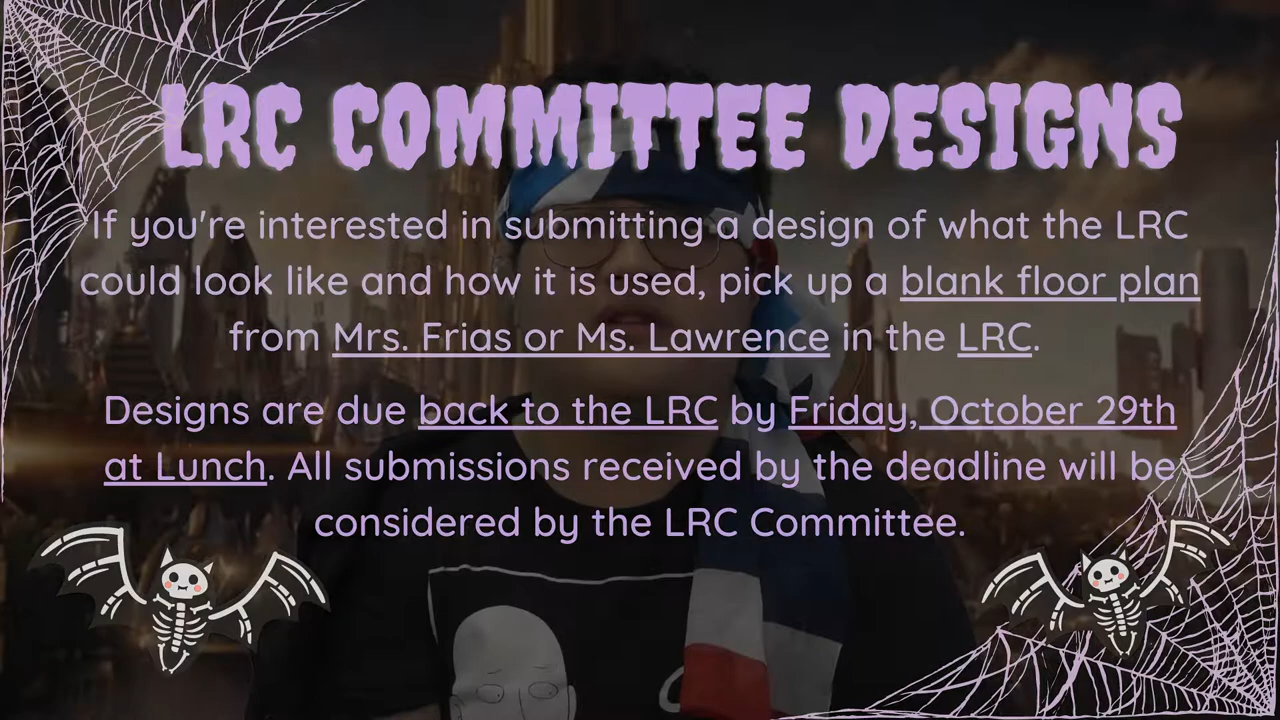 LRC COMMITTEE DESIGNS
If you're interested in submitting a design of what the LRC
could look like and how it is used, pick up a blank floor plan
from Mrs. Frias or Ms. Lawrence in the LRC.
Designs are due back to the LRC by Friday, October 29th
at Lunch. All submissions received by the deadline will be
considered by the LRC Committee.